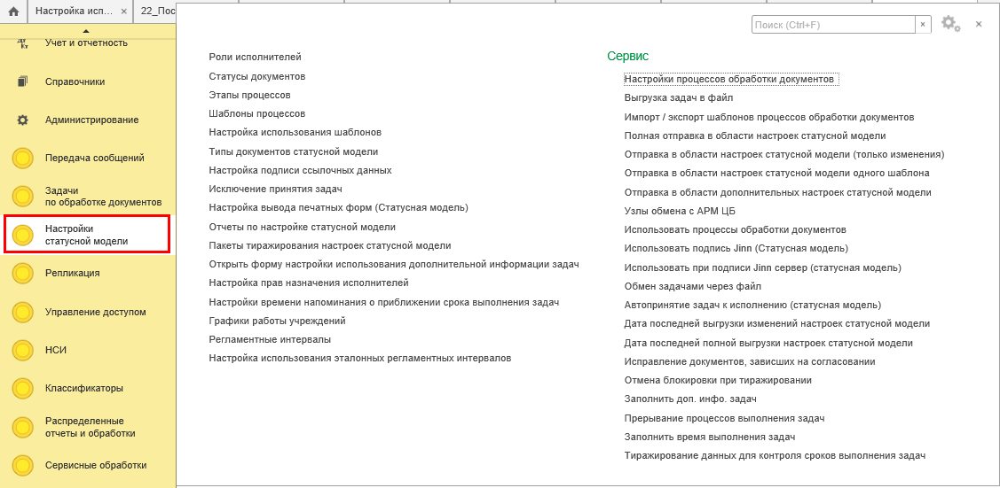 Настройка исп... ×
22_Пос
Учет и отчетность
Справочники
Администрирование
Передача сообщений
Задачи
по обработке документов
Настройки
статусной модели
Репликация
Управление доступом
НСИ
Классификаторы
Распределенные
отчеты и обработки
Сервисные обработки
Поиск (Ctrl+F) × ×
Роли исполнителей
Статусы документов
Этапы процессов
Шаблоны процессов
Настройка использования шаблонов
Типы документов статусной модели
Настройка подписи ссылочных данных
Исключение принятия задач
Настройка вывода печатных форм (Статусная модель)
Отчеты по настройке статусной модели
Пакеты тиражирования настроек статусной модели
Открыть форму настройки использования дополнительной информации задач
Настройка прав назначения исполнителей
Настройки времени напоминания о приближении срока выполнения задач
Графики работы учреждений
Регламентные интервалы
Настройка использования эталонных регламентных интервалов
Сервис
Настройки процессов обработки документов
Выгрузка задач в файл
Импорт / экспорт шаблонов процессов обработки документов
Полная отправка в области настроек статусной модели
Отправка в области настроек статусной модели (только изменения)
Отправка в области настроек статусной модели одного шаблона
Отправка в области дополнительных настроек статусной модели
Узлы обмена с АРМ ЦБ
Использовать процессы обработки документов
Использовать подпись Jinn (Статусная модель)
Использовать при подписи Jinn сервер (статусная модель)
Обмен задачами через файл
Автопринятие задач к исполнению (статусная модель)
Дата последней выгрузки изменений настроек статусной модели
Дата последней полной выгрузки настроек статусной модели
Исправление документов, зависших на согласовании
Отмена блокировки при тиражировании
Заполнить доп. инфо. задач
Прерывание процессов выполнения задач
Заполнить время выполнения задач
Тиражирование данных для контроля сроков выполнения задач